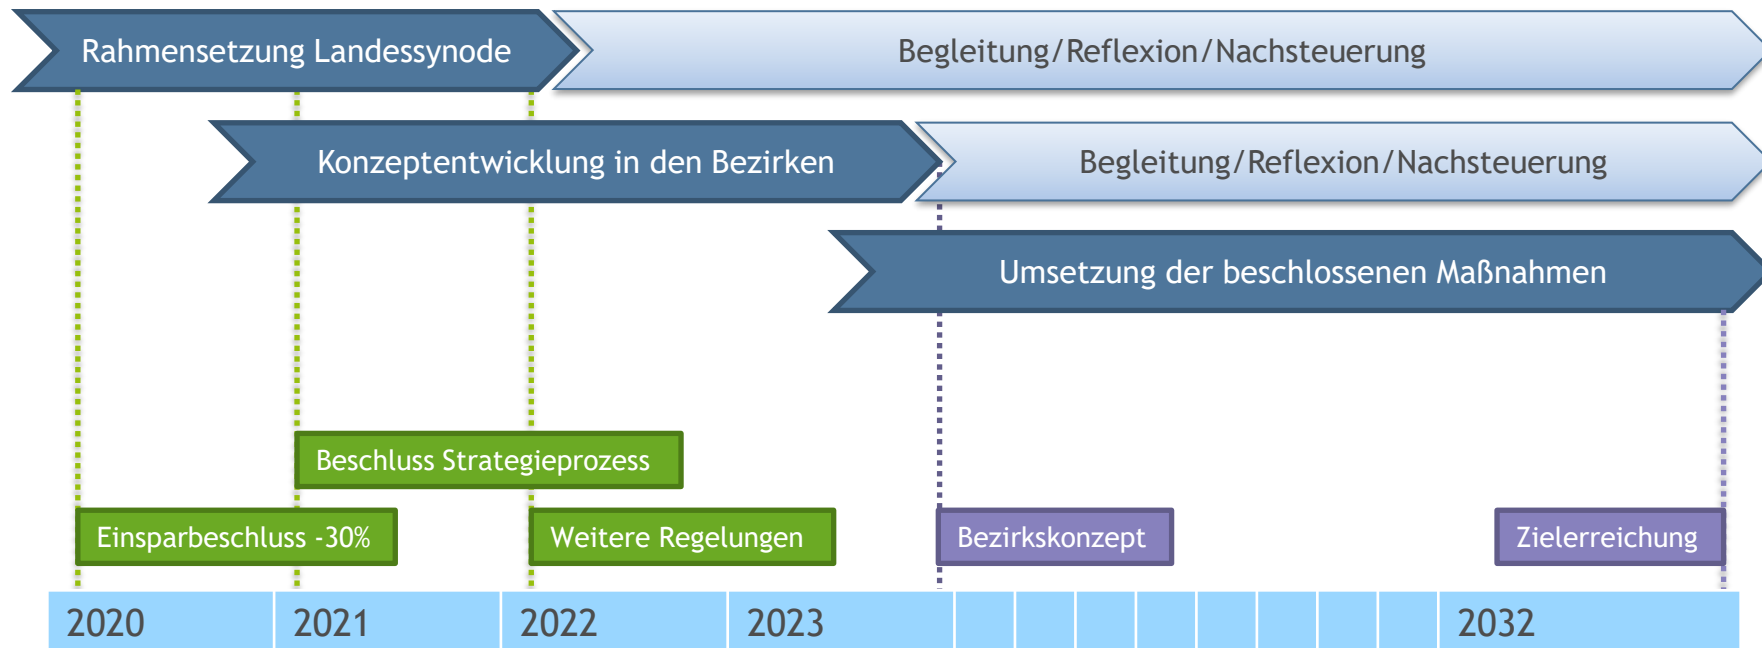 Rahmensetzung Landessynode
Begleitung/Reflexion/Nachsteuerung
Konzeptentwicklung in den Bezirken
Begleitung/Reflexion/Nachsteuerung
Umsetzung der beschlossenen Maßnahmen
Beschluss Strategieprozess
Einsparbeschluss -30%
Weitere Regelungen
Bezirkskonzept
Zielerreichung
2020
2021
2022
2023
2032